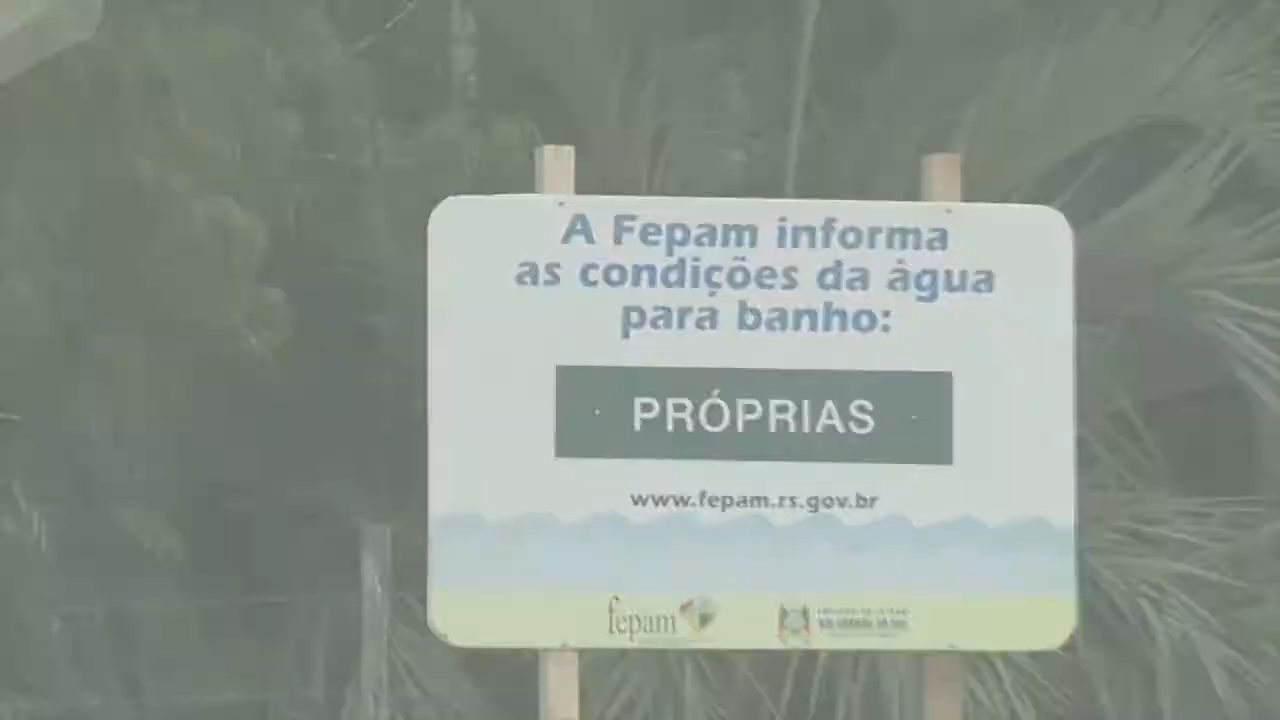 A Fepam informa
as condições da água
para banho:
PRÓPRIAS
www.fepam.rs.gov.br
fepam